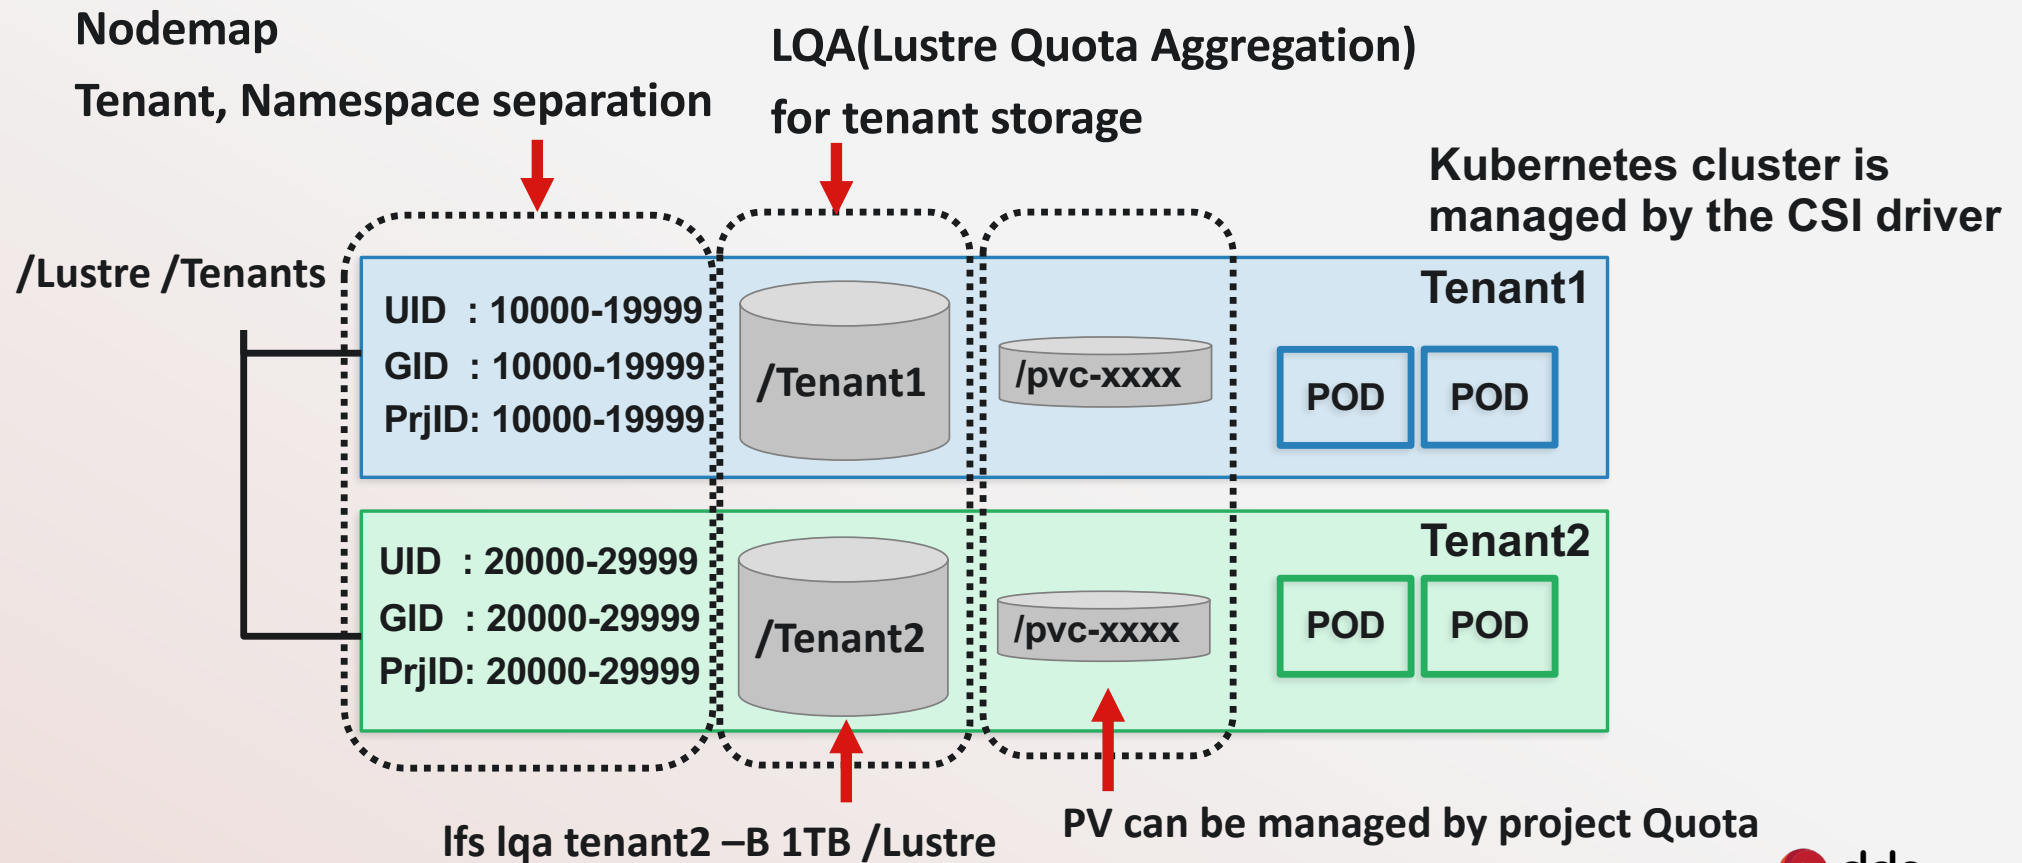 Nodemap
Tenant, Namespace separation
LQA(Lustre Quota Aggregation)
for tenant storage
Kubernetes cluster is
managed by the CSI driver
/Lustre /Tenants
Tenant1
UID : 10000-19999
GID : 10000-19999
PrjID: 10000-19999
/Tenant1
/pvc-xxxx
POD
POD
Tenant2
UID : 20000-29999
GID : 20000-29999
PrjID: 20000-29999
/Tenant2
/pvc-xxxx
POD
POD
lfs lqa tenant2 –B 1TB /Lustre
PV can be managed by project Quota